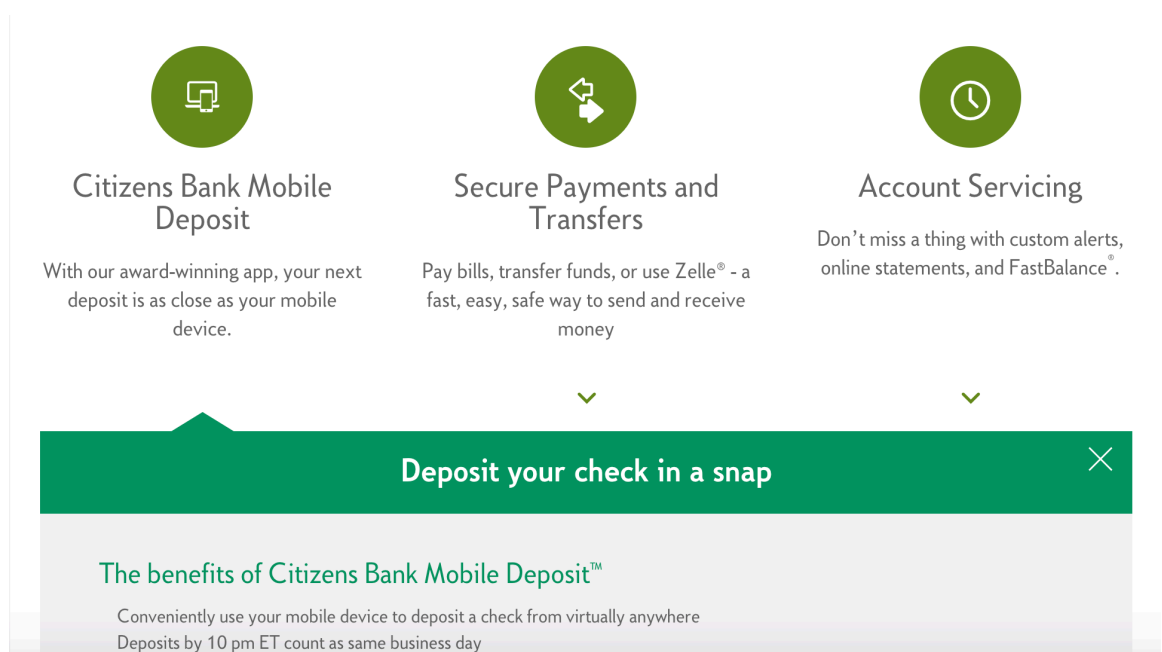 Citizens Bank Mobile
Deposit
With our award-winning app, your next
deposit is as close as your mobile
device.
Secure Payments and
Transfers
Pay bills, transfer funds, or use Zelle® - a
fast, easy, safe way to send and receive
money
Account Servicing
Don’t miss a thing with custom alerts,
online statements, and FastBalance®.
Deposit your check in a snap
The benefits of Citizens Bank Mobile Deposit™
Conveniently use your mobile device to deposit a check from virtually anywhere
Deposits by 10 pm ET count as same business day